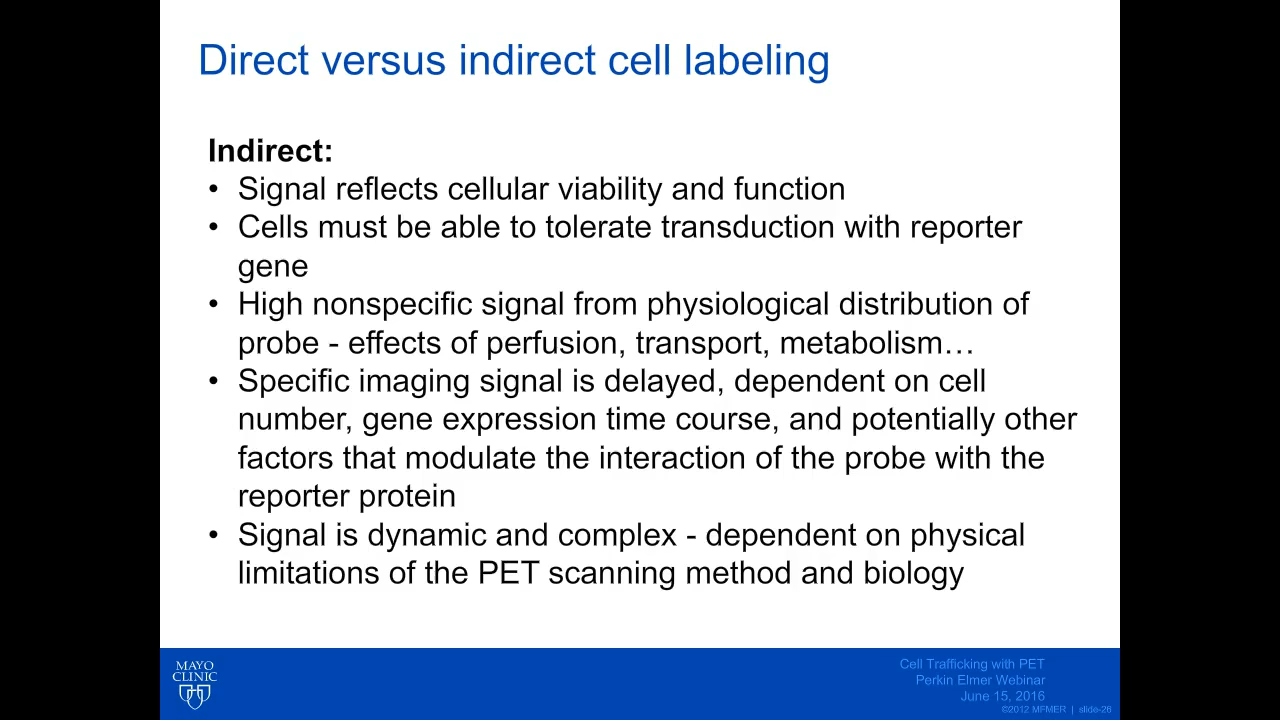 Direct versus indirect cell labeling
Indirect:
• Signal reflects cellular viability and function
• Cells must be able to tolerate transduction with reporter
gene
• High nonspecific signal from physiological distribution of
probe - effects of perfusion, transport, metabolism…
• Specific imaging signal is delayed, dependent on cell
number, gene expression time course, and potentially other
factors that modulate the interaction of the probe with the
reporter protein
• Signal is dynamic and complex - dependent on physical
limitations of the PET scanning method and biology
MAYO
CLINIC
Cell Trafficking with PET
Perkin Elmer Webinar
June 15, 2016
©2012 MFMER | slide-26